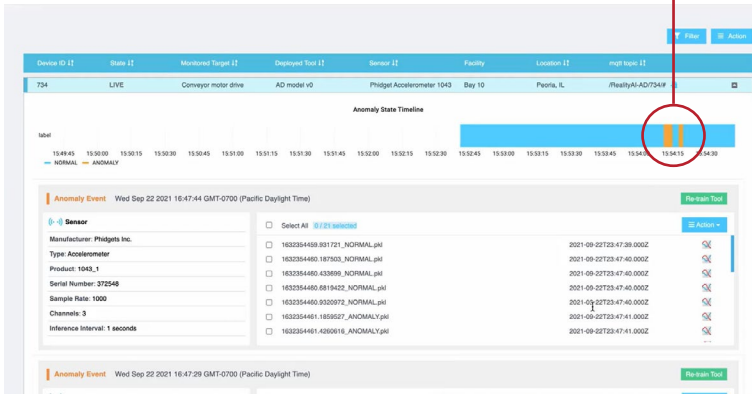 Filter Action
Device ID State Monitored Target Deployed Tool Sensor Facility Location mqtt topic
734 LIVE Conveyor motor drive AD model v0 Phidget Accelerometer 1043 Bay 10 Peoria, IL /RealityAI-AD/734/#
Anomaly State Timeline
label
15:49:45 15:50:00 15:50:15 15:50:30 15:50:45 15:51:00 15:51:15 15:51:30 15:51:45 15:52:00 15:52:15 15:52:30 15:52:45 15:53:00 15:53:15 15:53:30 15:53:45 15:54:00 15:54:15 15:54:30
NORMAL ANOMALY
Anomaly Event Wed Sep 22 2021 16:47:44 GMT-0700 (Pacific Daylight Time) Re-train Tool
Sensor
Manufacturer: Phidgets Inc.
Type: Accelerometer
Product: 1043_1
Serial Number: 372548
Sample Rate: 1000
Channels: 3
Inference Interval: 1 seconds
Select All 0 / 21 selected Action
1632354459.931721_NORMAL.pkl 2021-09-22T23:47:39.000Z
1632354460.187503_NORMAL.pkl 2021-09-22T23:47:40.000Z
1632354460.433699_NORMAL.pkl 2021-09-22T23:47:40.000Z
1632354460.6819422_NORMAL.pkl 2021-09-22T23:47:40.000Z
1632354460.9320972_NORMAL.pkl 2021-09-22T23:47:40.000Z
1632354461.1859527_ANOMALY.pkl 2021-09-22T23:47:41.000Z
1632354461.4260616_ANOMALY.pkl 2021-09-22T23:47:41.000Z
Anomaly Event Wed Sep 22 2021 16:47:29 GMT-0700 (Pacific Daylight Time) Re-train Tool